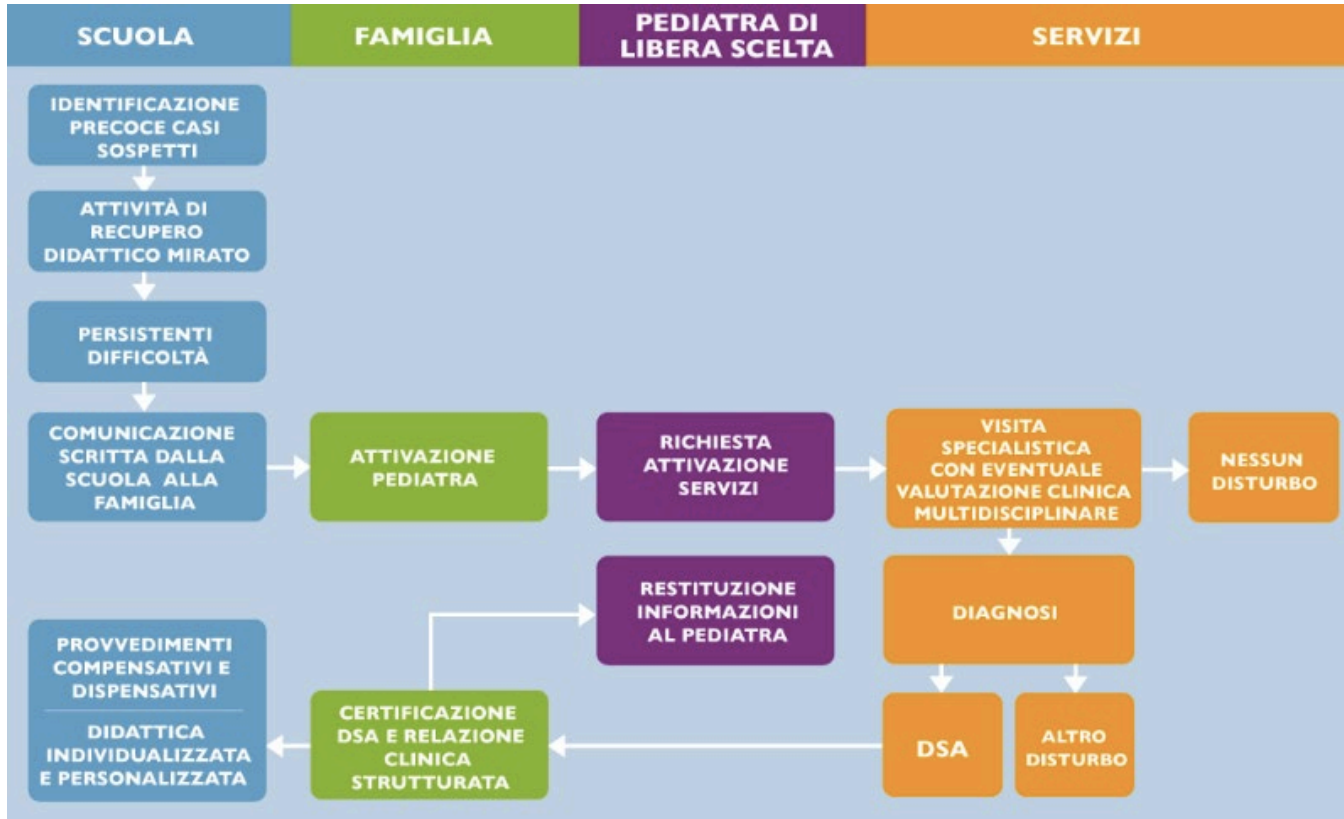 SCUOLA
FAMIGLIA
PEDIATRA DI
LIBERA SCELTA
SERVIZI
IDENTIFICAZIONE
PRECOCE CASI
SOSPETTI
ATTIVITÀ DI
RECUPERO
DIDATTICO MIRATO
PERSISTENTI
DIFFICOLTÀ
COMUNICAZIONE
SCRITTA DALLA
SCUOLA ALLA
FAMIGLIA
ATTIVAZIONE
PEDIATRA
RICHIESTA
ATTIVAZIONE
SERVIZI
VISITA
SPECIALISTICA
CON EVENTUALE
VALUTAZIONE CLINICA
MULTIDISCIPLINARE
NESSUN
DISTURBO
RESTITUZIONE
INFORMAZIONI
AL PEDIATRA
DIAGNOSI
PROVVEDIMENTI
COMPENSATIVI E
DISPENSATIVI
DIDATTICA
INDIVIDUALIZZATA
E PERSONALIZZATA
CERTIFICAZIONE
DSA E RELAZIONE
CLINICA
STRUTTURATA
DSA
ALTRO
DISTURBO